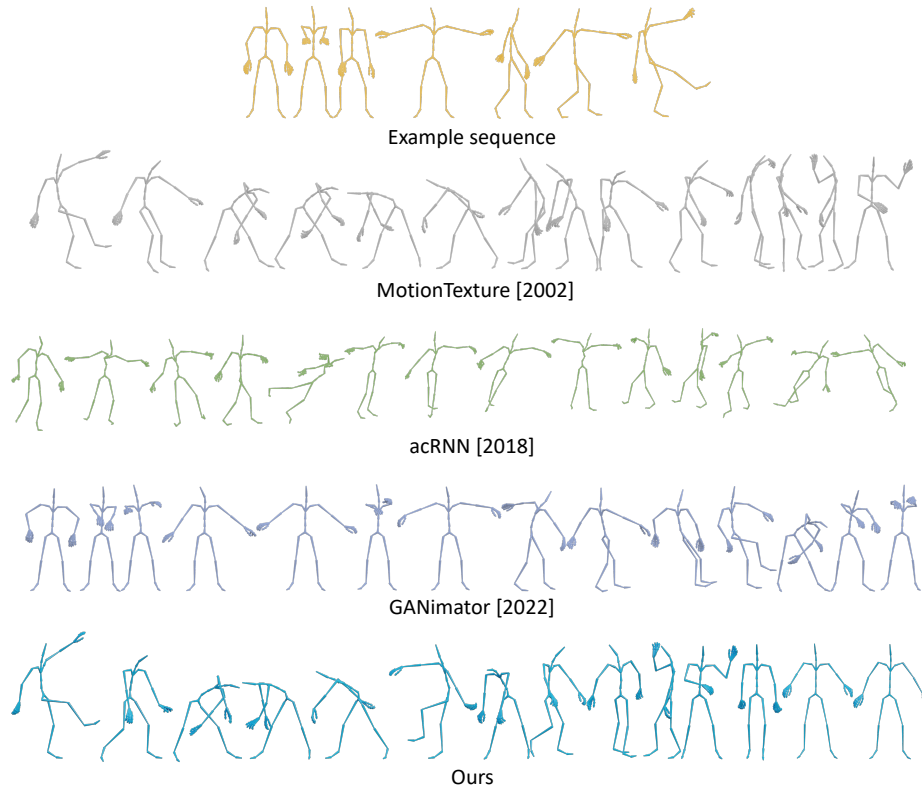 Example sequence
MotionTexture [2002]
acRNN [2018]
GANimator [2022]
Ours